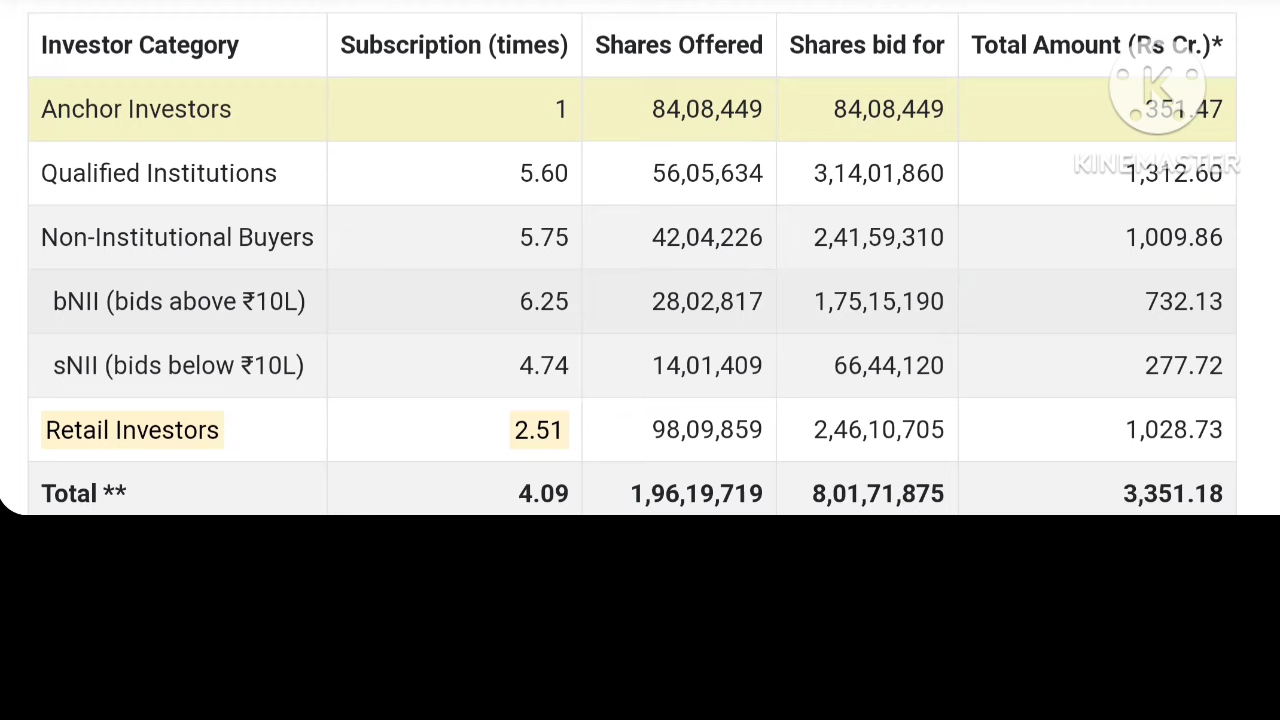 Investor Category Subscription (times) Shares Offered Shares bid for Total Amount (Rs Cr.)*
Anchor Investors 1 84,08,449 84,08,449 351.47
Qualified Institutions 5.60 56,05,634 3,14,01,860 1,312.60
Non-Institutional Buyers 5.75 42,04,226 2,41,59,310 1,009.86
bNII (bids above ₹10L) 6.25 28,02,817 1,75,15,190 732.13
sNII (bids below ₹10L) 4.74 14,01,409 66,44,120 277.72
Retail Investors 2.51 98,09,859 2,46,10,705 1,028.73
Total ** 4.09 1,96,19,719 8,01,71,875 3,351.18
K
KINEMASTER